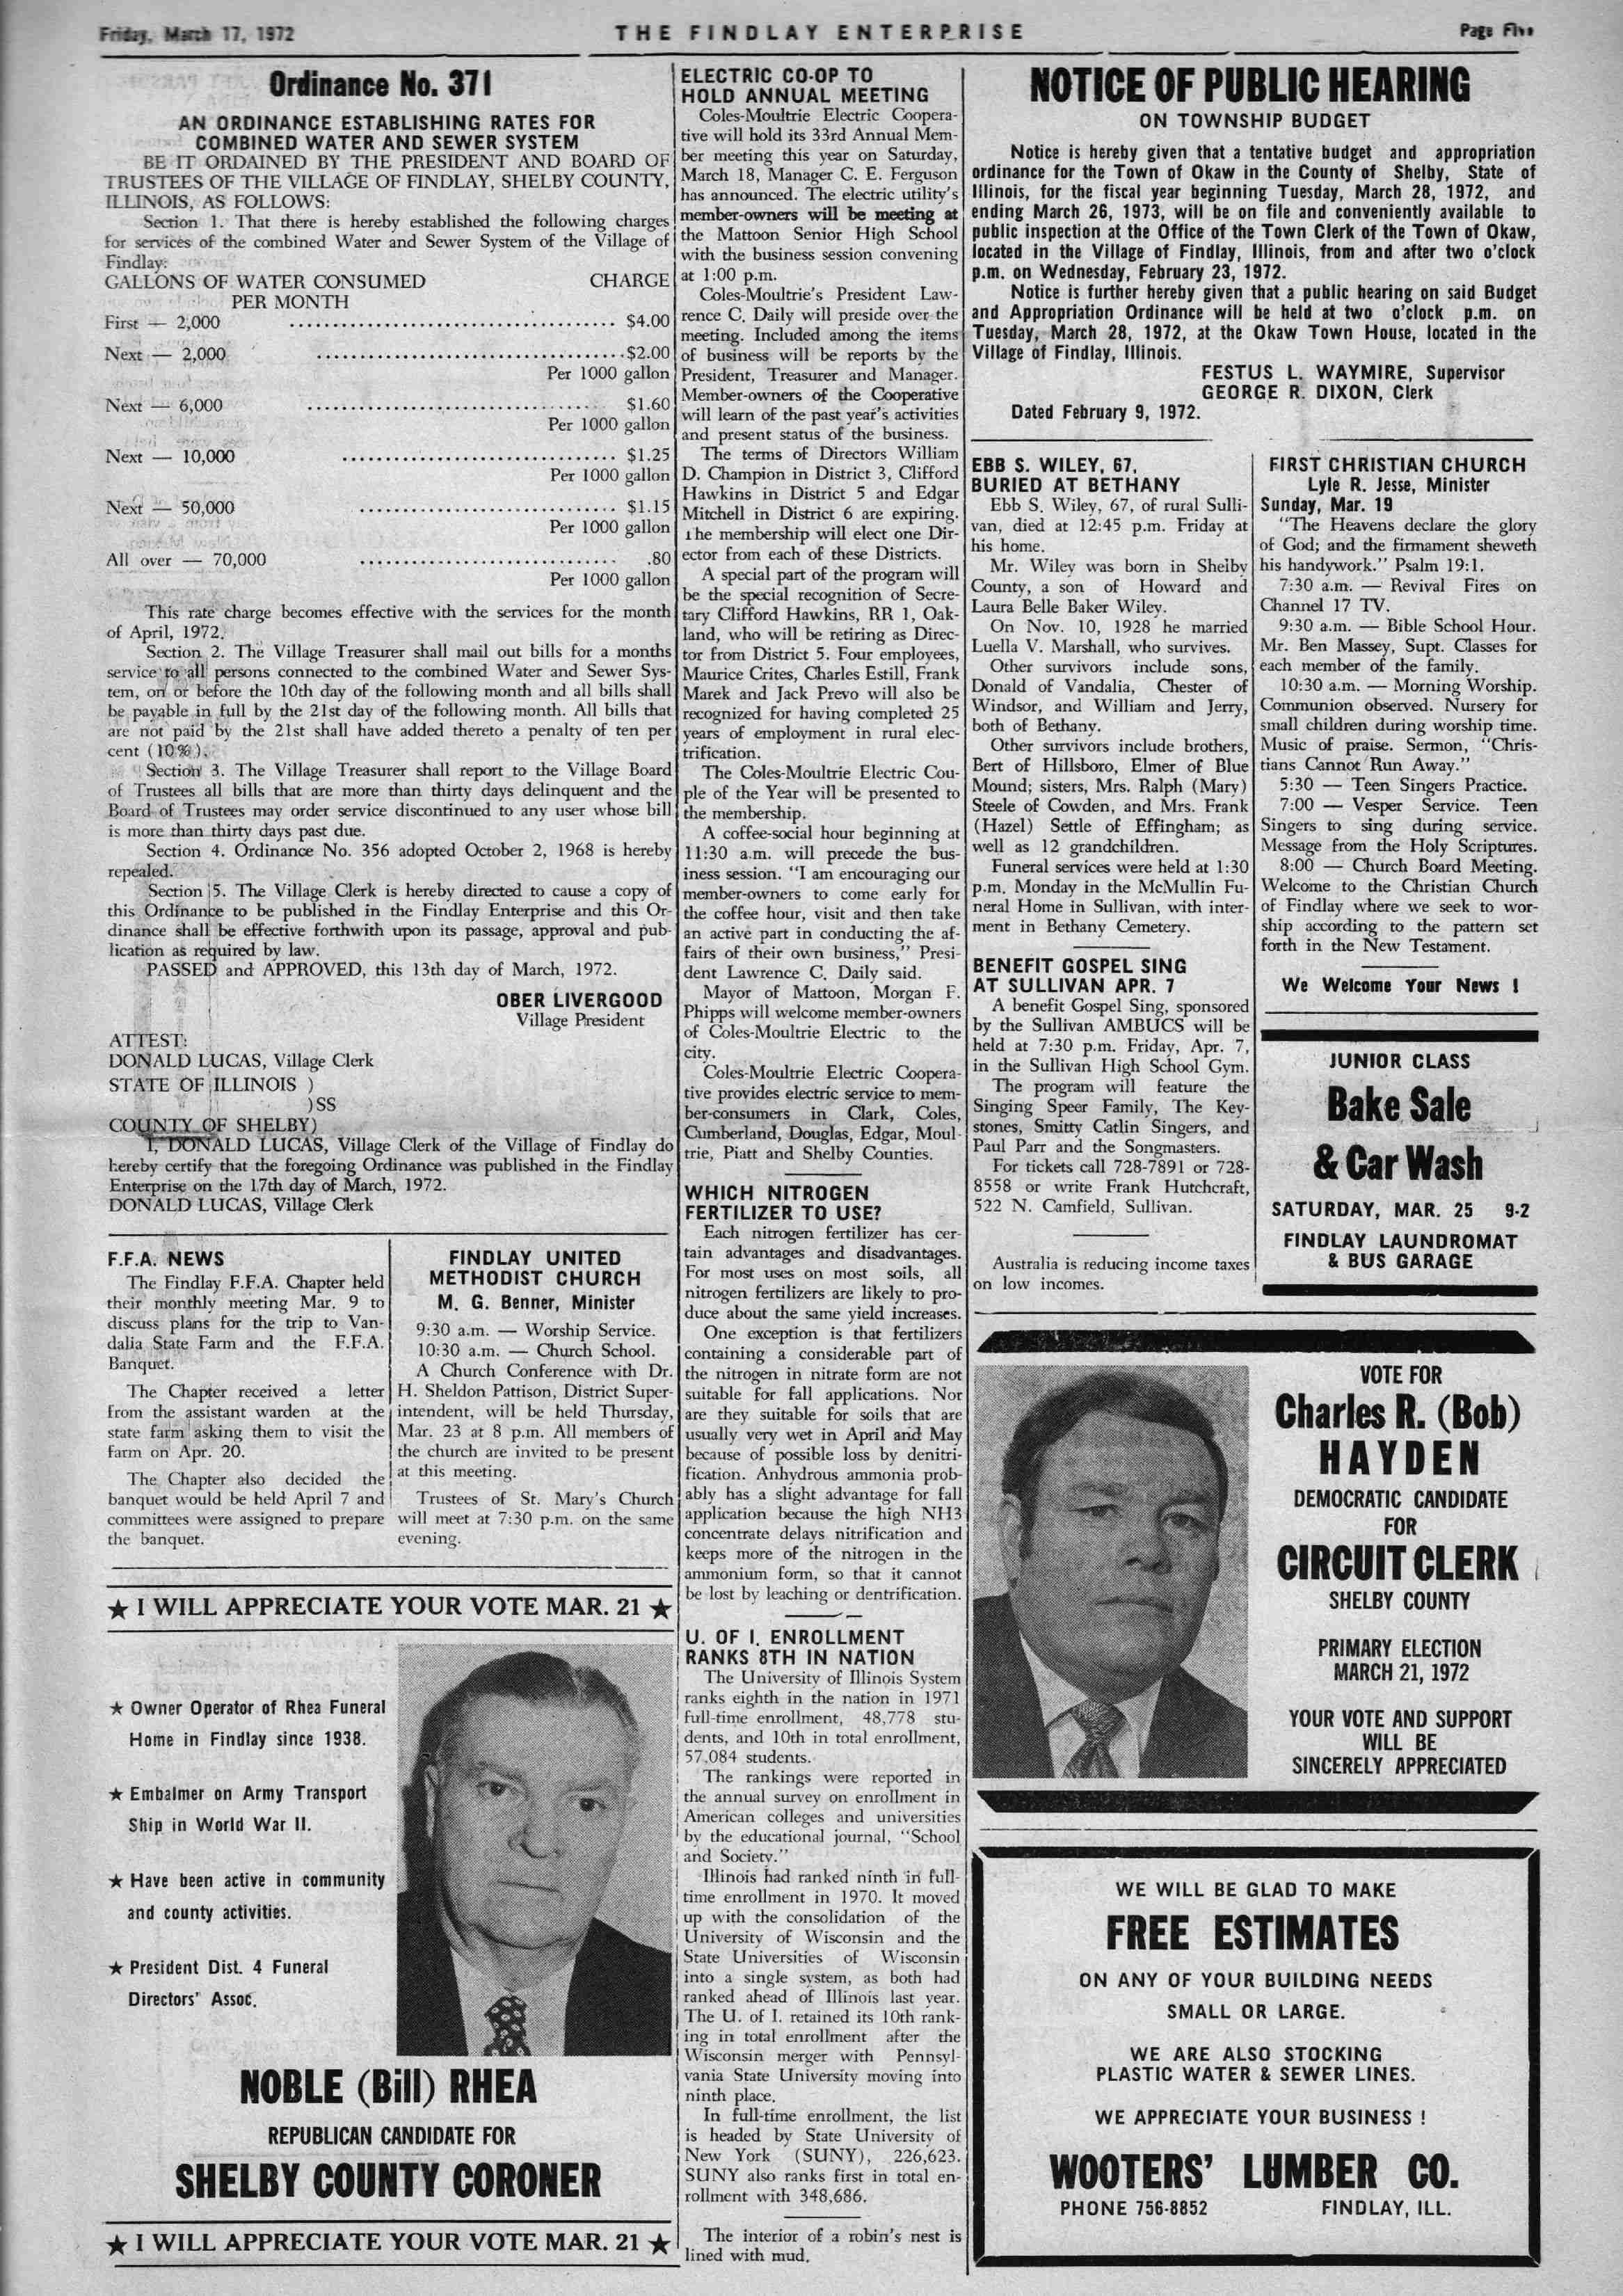 Friday, March 17, 1972
THE FINDLAY ENTERPRISE
Page Five
Ordinance No. 371
AN ORDINANCE ESTABLISHING RATES FOR
COMBINED WATER AND SEWER SYSTEM
BE IT ORDAINED BY THE PRESIDENT AND BOARD OF
TRUSTEES OF THE VILLAGE OF FINDLAY, SHELBY COUNTY,
ILLINOIS, AS FOLLOWS:
Section 1. That there is hereby established the following charges
for services of the combined Water and Sewer System of the Village of
Findlay:
GALLONS OF WATER CONSUMED CHARGE
PER MONTH
First — 2,000 ........................................ $4.00
Next — 2,000 ........................................ $2.00
Per 1000 gallon
Next — 6,000 ........................................ $1.60
Per 1000 gallon
Next — 10,000 ........................................ $1.25
Per 1000 gallon
Next — 50,000 ........................................ $1.15
Per 1000 gallon
All over — 70,000 ........................................ .80
Per 1000 gallon
This rate charge becomes effective with the services for the month
of April, 1972.
Section 2. The Village Treasurer shall mail out bills for a months
service to all persons connected to the combined Water and Sewer Sys-
tem, on or before the 10th day of the following month and all bills shall
be payable in full by the 21st day of the following month. All bills that
are not paid by the 21st shall have added thereto a penalty of ten per
cent (10%).
Section 3. The Village Treasurer shall report to the Village Board
of Trustees all bills that are more than thirty days delinquent and the
Board of Trustees may order service discontinued to any user whose bill
is more than thirty days past due.
Section 4. Ordinance No. 356 adopted October 2, 1968 is hereby
repealed.
Section 5. The Village Clerk is hereby directed to cause a copy of
this Ordinance to be published in the Findlay Enterprise and this Or-
dinance shall be effective forthwith upon its passage, approval and pub-
lication as required by law.
PASSED and APPROVED, this 13th day of March, 1972.
OBER LIVERGOOD
Village President
ATTEST:
DONALD LUCAS, Village Clerk
STATE OF ILLINOIS )
)SS
COUNTY OF SHELBY)
I, DONALD LUCAS, Village Clerk of the Village of Findlay do
hereby certify that the foregoing Ordinance was published in the Findlay
Enterprise on the 17th day of March, 1972.
DONALD LUCAS, Village Clerk
F.F.A. NEWS
The Findlay F.F.A. Chapter held
their monthly meeting Mar. 9 to
discuss plans for the trip to Van-
dalia State Farm and the F.F.A.
Banquet.
The Chapter received a letter
from the assistant warden at the
state farm asking them to visit the
farm on Apr. 20.
The Chapter also decided the
banquet would be held April 7 and
committees were assigned to prepare
the banquet.
FINDLAY UNITED
METHODIST CHURCH
M. G. Benner, Minister
9:30 a.m. — Worship Service.
10:30 a.m. — Church School.
A Church Conference with Dr.
H. Sheldon Pattison, District Super-
intendent, will be held Thursday,
Mar. 23 at 8 p.m. All members of
the church are invited to be present
at this meeting.
Trustees of St. Mary's Church
will meet at 7:30 p.m. on the same
evening.
★ I WILL APPRECIATE YOUR VOTE MAR. 21 ★
★ Owner Operator of Rhea Funeral
Home in Findlay since 1938.
★ Embalmer on Army Transport
Ship in World War II.
★ Have been active in community
and county activities.
★ President Dist. 4 Funeral
Directors' Assoc.
NOBLE (Bill) RHEA
REPUBLICAN CANDIDATE FOR
SHELBY COUNTY CORONER
★ I WILL APPRECIATE YOUR VOTE MAR. 21 ★
ELECTRIC CO-OP TO
HOLD ANNUAL MEETING
Coles-Moultrie Electric Coopera-
tive will hold its 33rd Annual Mem-
ber meeting this year on Saturday,
March 18, Manager C. E. Ferguson
has announced. The electric utility's
member-owners will be meeting at
the Mattoon Senior High School
with the business session convening
at 1:00 p.m.
Coles-Moultrie's President Law-
rence C. Daily will preside over the
meeting. Included among the items
of business will be reports by the
President, Treasurer and Manager.
Member-owners of the Cooperative
will learn of the past year's activities
and present status of the business.
The terms of Directors William
D. Champion in District 3, Clifford
Hawkins in District 5 and Edgar
Mitchell in District 6 are expiring.
The membership will elect one Dir-
ector from each of these Districts.
A special part of the program will
be the special recognition of Secre-
tary Clifford Hawkins, RR 1, Oak-
land, who will be retiring as Direc-
tor from District 5. Four employees,
Maurice Crites, Charles Estill, Frank
Marek and Jack Prevo will also be
recognized for having completed 25
years of employment in rural elec-
trification.
The Coles-Moultrie Electric Cou-
ple of the Year will be presented to
the membership.
A coffee-social hour beginning at
11:30 a.m. will precede the bus-
iness session. "I am encouraging our
member-owners to come early for
the coffee hour, visit and then take
an active part in conducting the af-
fairs of their own business," Presi-
dent Lawrence C. Daily said.
Mayor of Mattoon, Morgan F.
Phipps will welcome member-owners
of Coles-Moultrie Electric to the
city.
Coles-Moultrie Electric Coopera-
tive provides electric service to mem-
ber-consumers in Clark, Coles,
Cumberland, Douglas, Edgar, Moul-
trie, Piatt and Shelby Counties.
WHICH NITROGEN
FERTILIZER TO USE?
Each nitrogen fertilizer has cer-
tain advantages and disadvantages.
For most uses on most soils, all
nitrogen fertilizers are likely to pro-
duce about the same yield increases.
One exception is that fertilizers
containing a considerable part of
the nitrogen in nitrate form are not
suitable for fall applications. Nor
are they suitable for soils that are
usually very wet in April and May
because of possible loss by denitri-
fication. Anhydrous ammonia prob-
ably has a slight advantage for fall
application because the high NH3
concentrate delays nitrification and
keeps more of the nitrogen in the
ammonium form, so that it cannot
be lost by leaching or dentrification.
U. OF I. ENROLLMENT
RANKS 8TH IN NATION
The University of Illinois System
ranks eighth in the nation in 1971
full-time enrollment, 48,778 stu-
dents, and 10th in total enrollment,
57,084 students.
The rankings were reported in
the annual survey on enrollment in
American colleges and universities
by the educational journal, "School
and Society."
Illinois had ranked ninth in full-
time enrollment in 1970. It moved
up with the consolidation of the
University of Wisconsin and the
State Universities of Wisconsin
into a single system, as both had
ranked ahead of Illinois last year.
The U. of I. retained its 10th rank-
ing in total enrollment after the
Wisconsin merger with Pennsyl-
vania State University moving into
ninth place.
In full-time enrollment, the list
is headed by State University of
New York (SUNY), 226,623.
SUNY also ranks first in total en-
rollment with 348,686.
The interior of a robin's nest is
lined with mud.
NOTICE OF PUBLIC HEARING
ON TOWNSHIP BUDGET
Notice is hereby given that a tentative budget and appropriation
ordinance for the Town of Okaw in the County of Shelby, State of
Illinois, for the fiscal year beginning Tuesday, March 28, 1972, and
ending March 26, 1973, will be on file and conveniently available to
public inspection at the Office of the Town Clerk of the Town of Okaw,
located in the Village of Findlay, Illinois, from and after two o'clock
p.m. on Wednesday, February 23, 1972.
Notice is further hereby given that a public hearing on said Budget
and Appropriation Ordinance will be held at two o'clock p.m. on
Tuesday, March 28, 1972, at the Okaw Town House, located in the
Village of Findlay, Illinois.
FESTUS L. WAYMIRE, Supervisor
GEORGE R. DIXON, Clerk
Dated February 9, 1972.
EBB S. WILEY, 67,
BURIED AT BETHANY
Ebb S. Wiley, 67, of rural Sulli-
van, died at 12:45 p.m. Friday at
his home.
Mr. Wiley was born in Shelby
County, a son of Howard and
Laura Belle Baker Wiley.
On Nov. 10, 1928 he married
Luella V. Marshall, who survives.
Other survivors include sons,
Donald of Vandalia, Chester of
Windsor, and William and Jerry,
both of Bethany.
Other survivors include brothers,
Bert of Hillsboro, Elmer of Blue
Mound; sisters, Mrs. Ralph (Mary)
Steele of Cowden, and Mrs. Frank
(Hazel) Settle of Effingham; as
well as 12 grandchildren.
Funeral services were held at 1:30
p.m. Monday in the McMullin Fu-
neral Home in Sullivan, with inter-
ment in Bethany Cemetery.
BENEFIT GOSPEL SING
AT SULLIVAN APR. 7
A benefit Gospel Sing, sponsored
by the Sullivan AMBUCS will be
held at 7:30 p.m. Friday, Apr. 7,
in the Sullivan High School Gym.
The program will feature the
Singing Speer Family, The Key-
stones, Smitty Catlin Singers, and
Paul Parr and the Songmasters.
For tickets call 728-7891 or 728-
8558 or write Frank Hutchcraft,
522 N. Camfield, Sullivan.
Australia is reducing income taxes
on low incomes.
FIRST CHRISTIAN CHURCH
Lyle R. Jesse, Minister
Sunday, Mar. 19
"The Heavens declare the glory
of God; and the firmament sheweth
his handywork." Psalm 19:1.
7:30 a.m. — Revival Fires on
Channel 17 TV.
9:30 a.m. — Bible School Hour.
Mr. Ben Massey, Supt. Classes for
each member of the family.
10:30 a.m. — Morning Worship.
Communion observed. Nursery for
small children during worship time.
Music of praise. Sermon, "Chris-
tians Cannot Run Away."
5:30 — Teen Singers Practice.
7:00 — Vesper Service. Teen
Singers to sing during service.
Message from the Holy Scriptures.
8:00 — Church Board Meeting.
Welcome to the Christian Church
of Findlay where we seek to wor-
ship according to the pattern set
forth in the New Testament.
We Welcome Your News !
JUNIOR CLASS
Bake Sale
& Car Wash
SATURDAY, MAR. 25 9-2
FINDLAY LAUNDROMAT
& BUS GARAGE
VOTE FOR
Charles R. (Bob)
HAYDEN
DEMOCRATIC CANDIDATE
FOR
CIRCUIT CLERK
SHELBY COUNTY
PRIMARY ELECTION
MARCH 21, 1972
YOUR VOTE AND SUPPORT
WILL BE
SINCERELY APPRECIATED
WE WILL BE GLAD TO MAKE
FREE ESTIMATES
ON ANY OF YOUR BUILDING NEEDS
SMALL OR LARGE.
WE ARE ALSO STOCKING
PLASTIC WATER & SEWER LINES.
WE APPRECIATE YOUR BUSINESS !
WOOTERS' LUMBER CO.
PHONE 756-8852 FINDLAY, ILL.